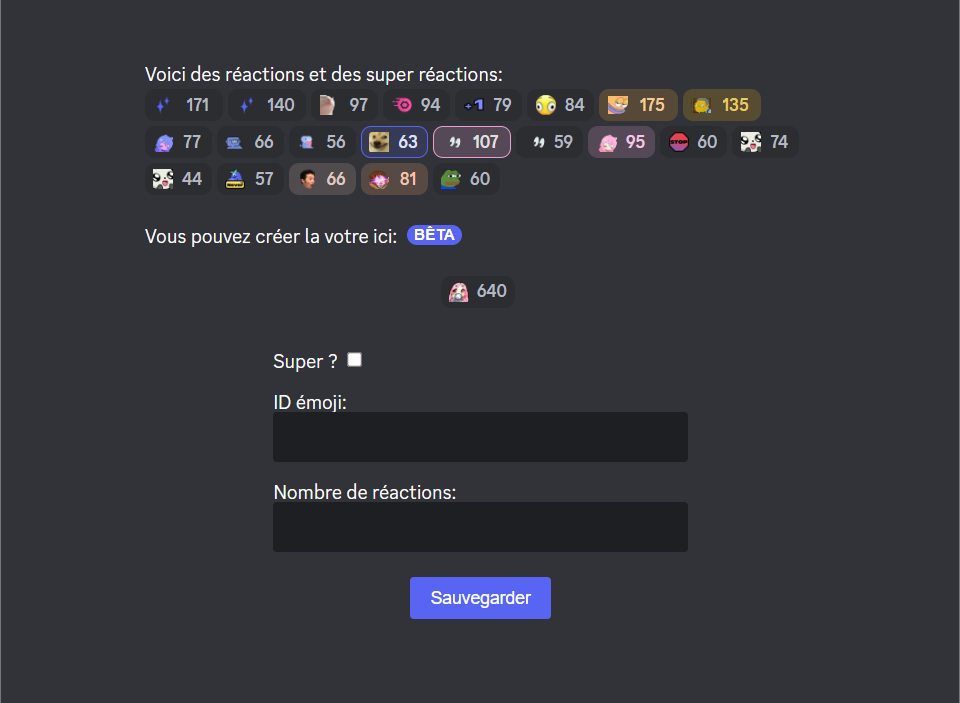 Voici des réactions et des super réactions:
171 140 97 94 +1 79 84 175 135
77 66 56 63 107 59 95 STOP 60 74
44 57 66 81 60
Vous pouvez créer la votre ici: BÊTA
640
Super ?
ID émoji:
Nombre de réactions:
Sauvegarder